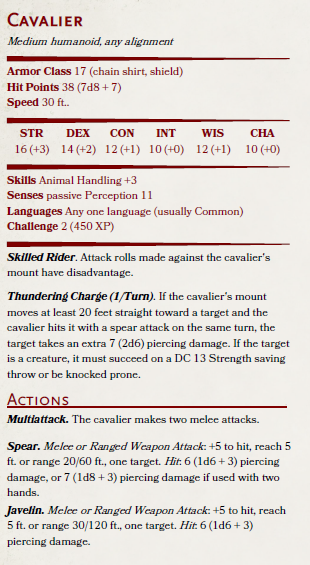 Cavalier
Medium humanoid, any alignment
Armor Class 17 (chain shirt, shield)
Hit Points 38 (7d8 + 7)
Speed 30 ft..
STR DEX CON INT WIS CHA
16 (+3) 14 (+2) 12 (+1) 10 (+0) 12 (+1) 10 (+0)
Skills Animal Handling +3
Senses passive Perception 11
Languages Any one language (usually Common)
Challenge 2 (450 XP)
Skilled Rider. Attack rolls made against the cavalier's
mount have disadvantage.
Thundering Charge (1/Turn). If the cavalier's mount
moves at least 20 feet straight toward a target and the
cavalier hits it with a spear attack on the same turn, the
target takes an extra 7 (2d6) piercing damage. If the target
is a creature, it must succeed on a DC 13 Strength saving
throw or be knocked prone.
Actions
Multiattack. The cavalier makes two melee attacks.
Spear. Melee or Ranged Weapon Attack: +5 to hit, reach 5
ft. or range 20/60 ft., one target. Hit: 6 (1d6 + 3) piercing
damage, or 7 (1d8 + 3) piercing damage if used with two
hands.
Javelin. Melee or Ranged Weapon Attack: +5 to hit, reach
5 ft. or range 30/120 ft., one target. Hit: 6 (1d6 + 3)
piercing damage.